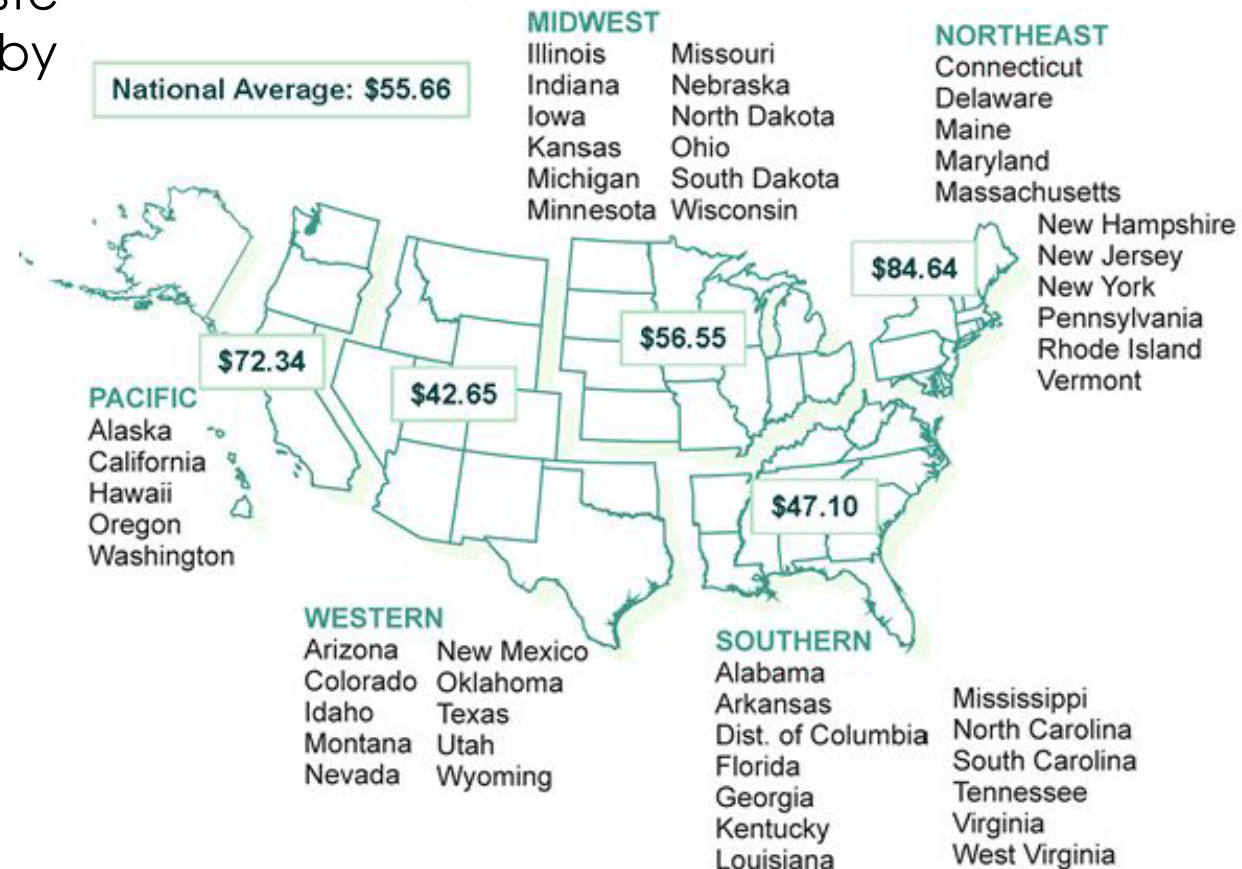 by
National Average: $55.66
MIDWEST
Illinois Missouri
Indiana Nebraska
Iowa North Dakota
Kansas Ohio
Michigan South Dakota
Minnesota Wisconsin
NORTHEAST
Connecticut
Delaware
Maine
Maryland
Massachusetts
New Hampshire
New Jersey
New York
Pennsylvania
Rhode Island
Vermont
$84.64
$56.55
$72.34
$42.65
$47.10
PACIFIC
Alaska
California
Hawaii
Oregon
Washington
WESTERN
Arizona New Mexico
Colorado Oklahoma
Idaho Texas
Montana Utah
Nevada Wyoming
SOUTHERN
Alabama
Arkansas
Dist. of Columbia
Florida
Georgia
Kentucky
Louisiana
Mississippi
North Carolina
South Carolina
Tennessee
Virginia
West Virginia